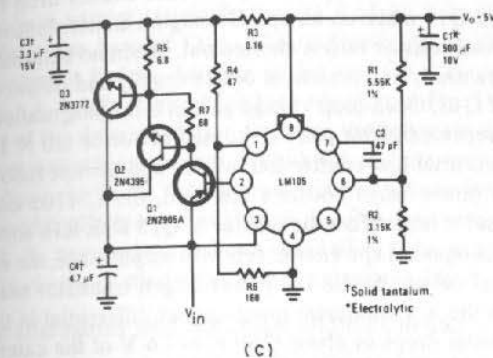 C3†
3.3 μF
15V
Q3
2N3772
R5
6.8
R7
68
Q2
2N4395
Q1
2N2905A
C4†
4.7 μF
Vin
R3
0.16
R4
47
1
2
3
4
5
6
7
8
LM105
R6
160
C2
47 pF
R1
5.55K
1%
R2
3.15K
1%
Vo - 5V
C1*
500 μF
10V
†Solid tantalum.
*Electrolytic
(C)